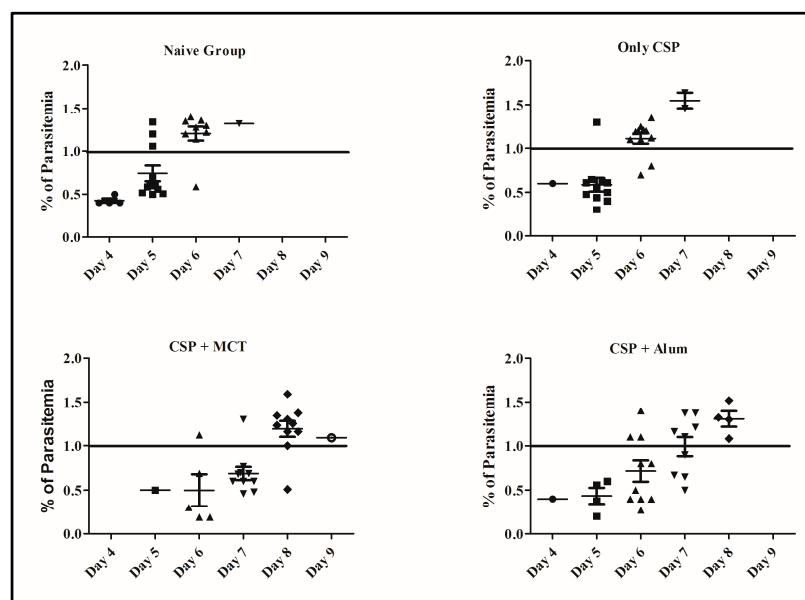 Naive Group
% of Parasitemia
2.0
1.5
1.0
0.5
0.0
Day 4
Day 5
Day 6
Day 7
Day 8
Day 9
Only CSP
% of Parasitemia
2.0
1.5
1.0
0.5
0.0
Day 4
Day 5
Day 6
Day 7
Day 8
Day 9
CSP + MCT
% of Parasitemia
2.0
1.5
1.0
0.5
0.0
Day 4
Day 5
Day 6
Day 7
Day 8
Day 9
CSP + Alum
% of Parasitemia
2.0
1.5
1.0
0.5
0.0
Day 4
Day 5
Day 6
Day 7
Day 8
Day 9